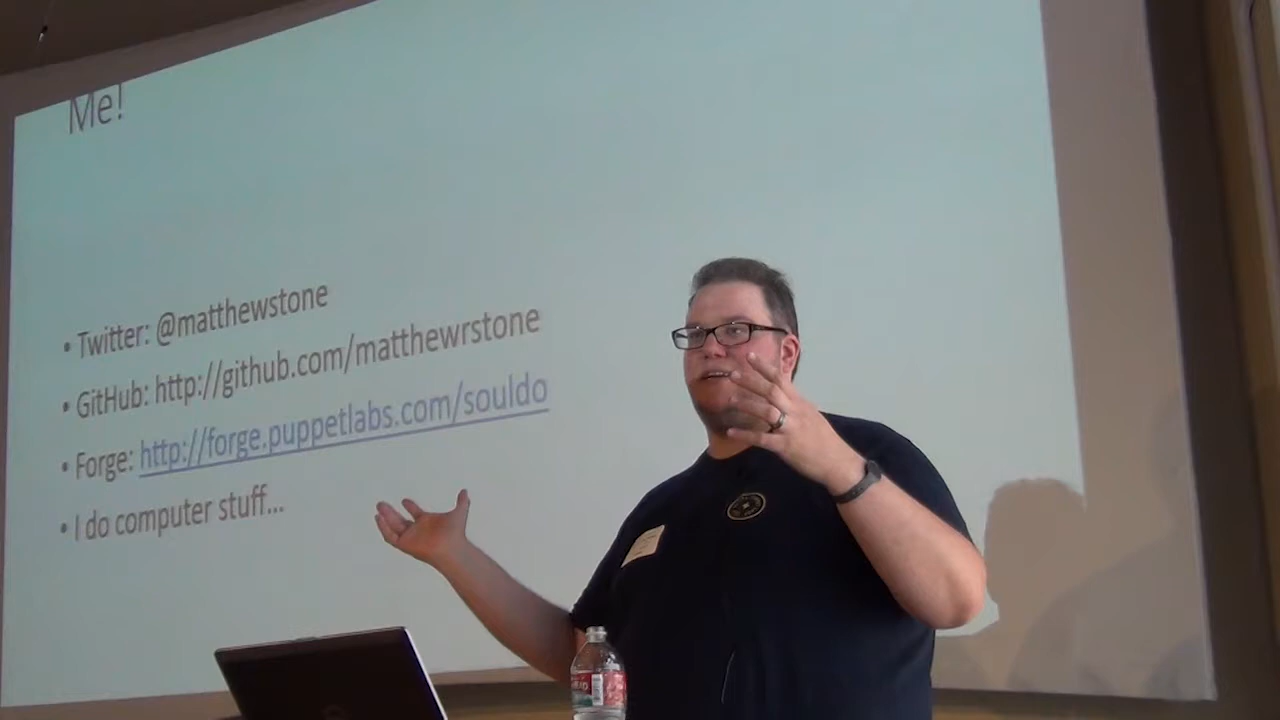 Me!
• Twitter: @matthewstone
• GitHub: http://github.com/matthewrstone
• Forge: http://forge.puppetlabs.com/souldo
• I do computer stuff...